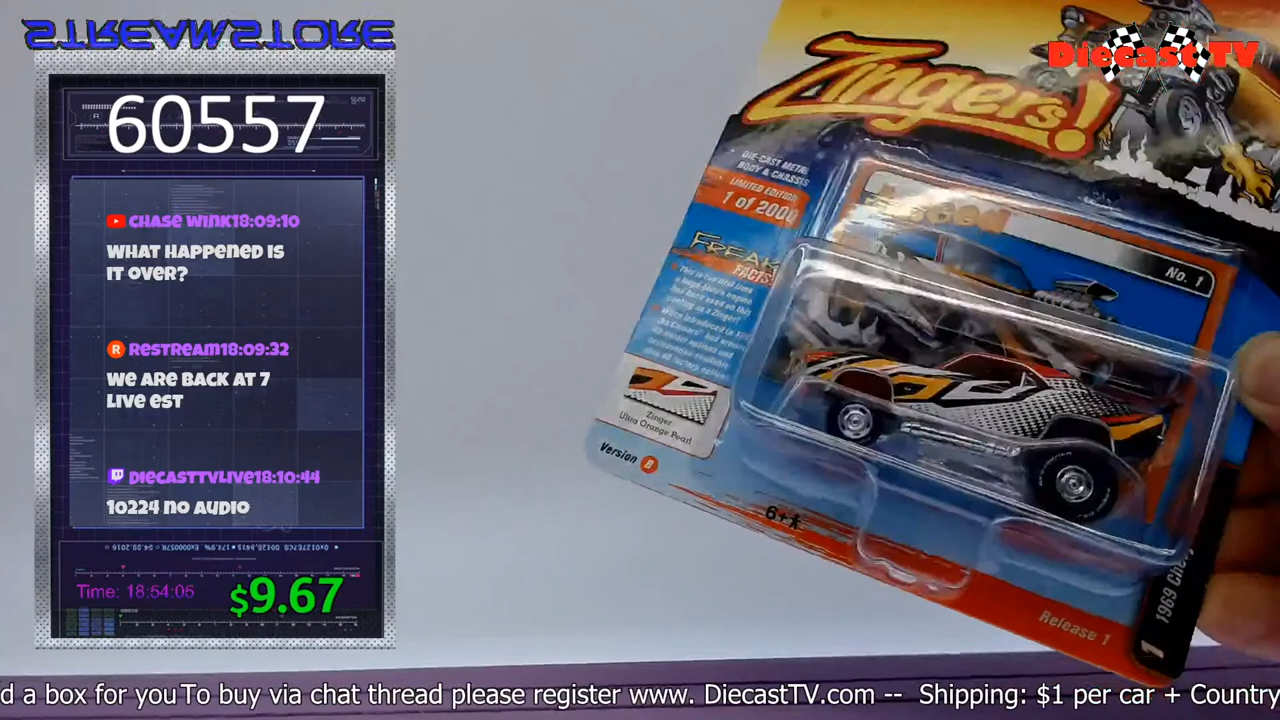 STREAMSTORE
60557
CHASE WINK18:09:10
WHAT HAPPENED IS
IT OVER?
R RESTREAM18:09:32
WE ARE BACK AT 7
LIVE EST
DIECASTTVLIVE18:10:44
10224 NO AUDIO
Time: 18:54:05
$9.67
Diecast TV
Zingers!
DIE-CAST METAL
BODY & CHASSIS
LIMITED EDITION
1 of 2000
FREAK
FACTS!
No. 1
Zinger
Ultra Orange Pearl
Version B
6+
Release 1
1969 Che
d a box for you To buy via chat thread please register www. DiecastTV.com -- Shipping: $1 per car + Country